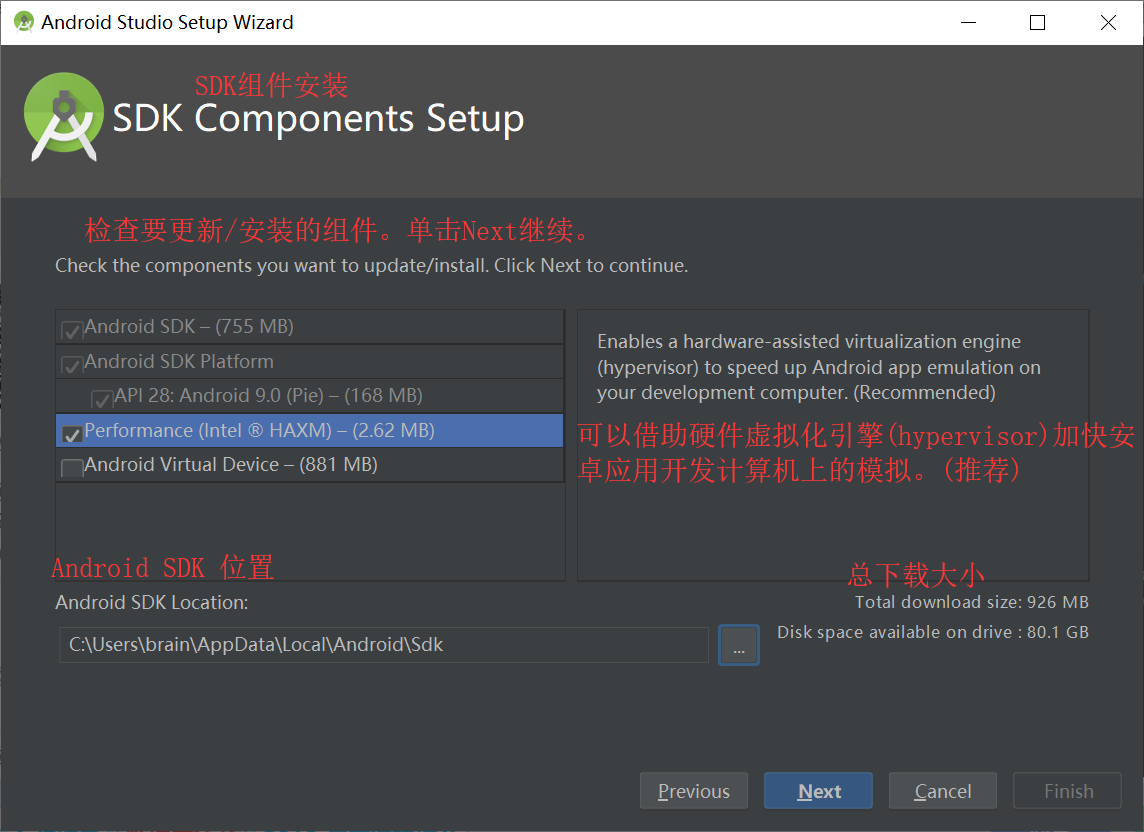 Android Studio Setup Wizard
SDK组件安装
SDK Components Setup
检查要更新/安装的组件。单击Next继续。
Check the components you want to update/install. Click Next to continue.
Android SDK – (755 MB)
Android SDK Platform
API 28: Android 9.0 (Pie) – (168 MB)
Performance (Intel ® HAXM) – (2.62 MB)
Android Virtual Device – (881 MB)
Enables a hardware-assisted virtualization engine
(hypervisor) to speed up Android app emulation on
your development computer. (Recommended)
可以借助硬件虚拟化引擎(hypervisor)加快安
卓应用开发计算机上的模拟。(推荐)
Android SDK 位置
Android SDK Location:
C:\Users\brain\AppData\Local\Android\Sdk
...
总下载大小
Total download size: 926 MB
Disk space available on drive : 80.1 GB
Previous
Next
Cancel
Finish